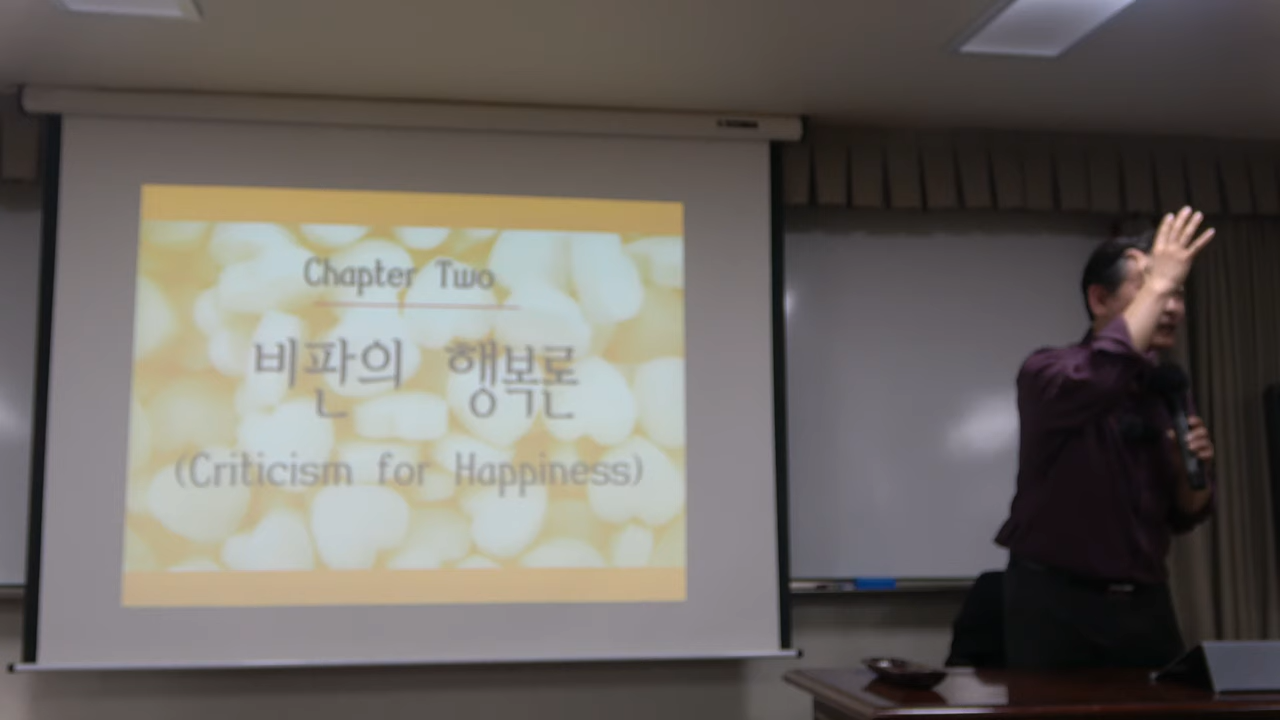 Chapter Two
비판의 행복론
(Criticism for Happiness)